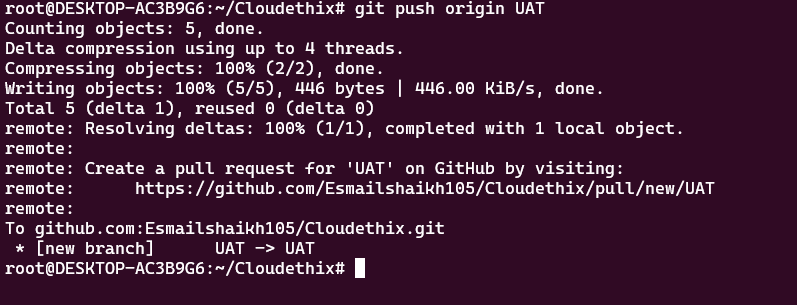 root@DESKTOP-AC3B9G6:~/Cloudethix# git push origin UAT
Counting objects: 5, done.
Delta compression using up to 4 threads.
Compressing objects: 100% (2/2), done.
Writing objects: 100% (5/5), 446 bytes | 446.00 KiB/s, done.
Total 5 (delta 1), reused 0 (delta 0)
remote: Resolving deltas: 100% (1/1), completed with 1 local object.
remote:
remote: Create a pull request for 'UAT' on GitHub by visiting:
remote:      https://github.com/Esmailshaikh105/Cloudethix/pull/new/UAT
remote:
To github.com:Esmailshaikh105/Cloudethix.git
 * [new branch]      UAT -> UAT
root@DESKTOP-AC3B9G6:~/Cloudethix#